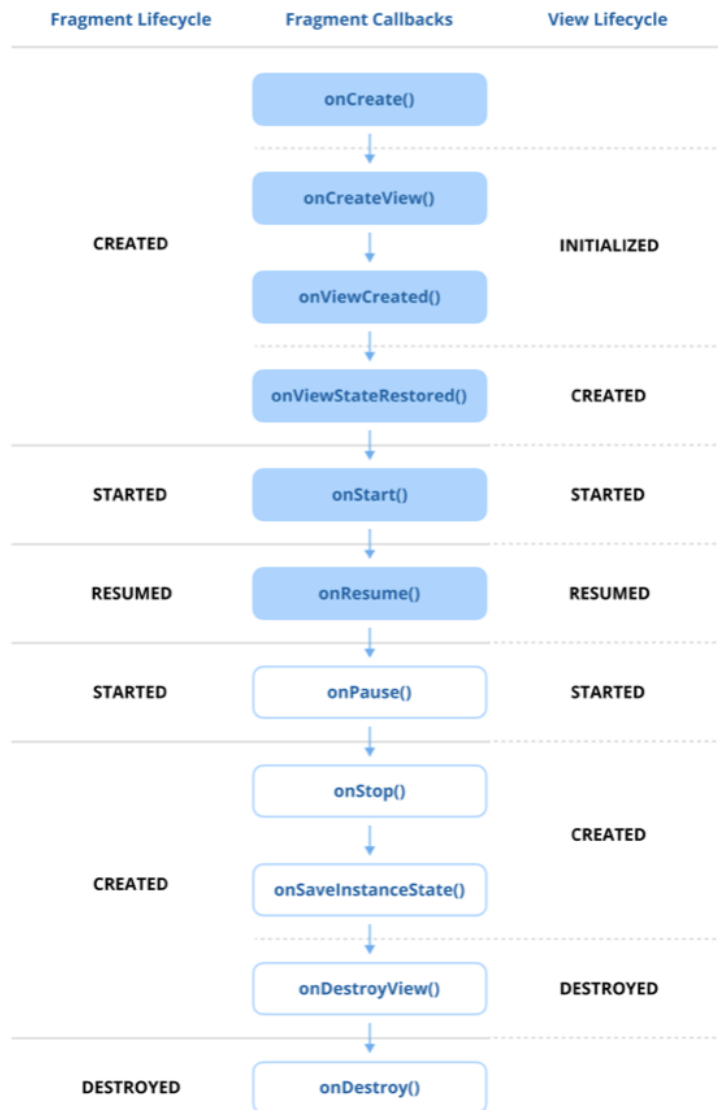 Fragment Lifecycle Fragment Callbacks View Lifecycle
onCreate()
onCreateView()
CREATED INITIALIZED
onViewCreated()
onViewStateRestored() CREATED
STARTED onStart() STARTED
RESUMED onResume() RESUMED
STARTED onPause() STARTED
onStop()
CREATED
CREATED onSaveInstanceState()
onDestroyView() DESTROYED
DESTROYED onDestroy()